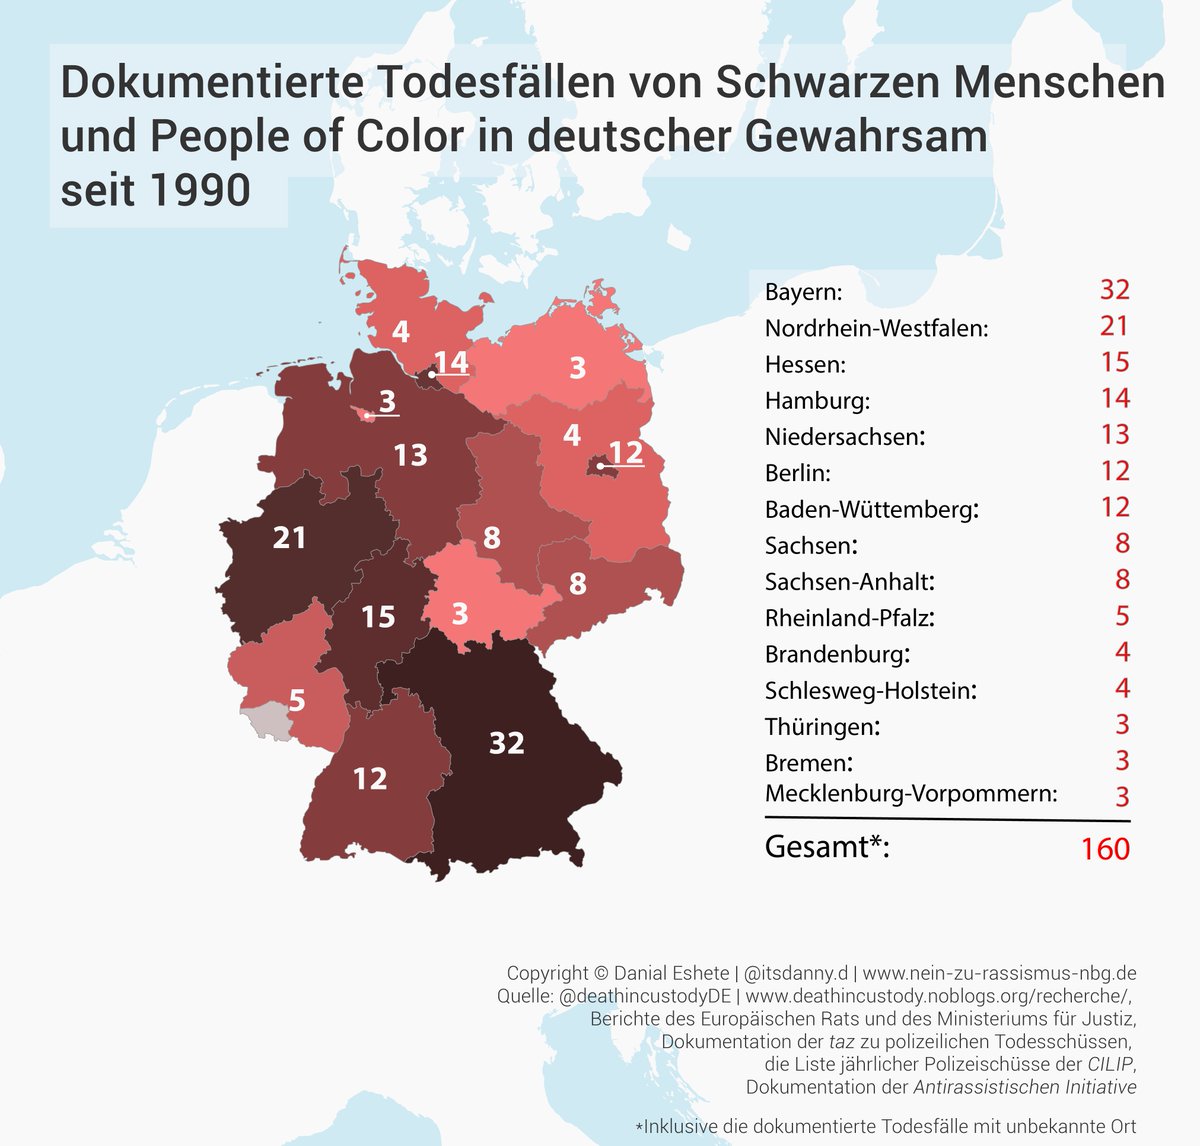 Dokumentierte Todesfällen von Schwarzen Menschen
und People of Color in deutscher Gewahrsam
seit 1990
4
14
3
3
13
4
12
21
8
8
15
3
5
32
12
Bayern: 32
Nordrhein-Westfalen: 21
Hessen: 15
Hamburg: 14
Niedersachsen: 13
Berlin: 12
Baden-Wüttemberg: 12
Sachsen: 8
Sachsen-Anhalt: 8
Rheinland-Pfalz: 5
Brandenburg: 4
Schlesweg-Holstein: 4
Thüringen: 3
Bremen: 3
Mecklenburg-Vorpommern: 3
Gesamt*: 160
Copyright © Danial Eshete | @itsdanny.d | www.nein-zu-rassismus-nbg.de
Quelle: @deathincustodyDE | www.deathincustody.noblogs.org/recherche/,
Berichte des Europäischen Rats und des Ministeriums für Justiz,
Dokumentation der taz zu polizeilichen Todesschüssen,
die Liste jährlicher Polizeischüsse der CILIP,
Dokumentation der Antirassistischen Initiative
*Inklusive die dokumentierte Todesfälle mit unbekannte Ort